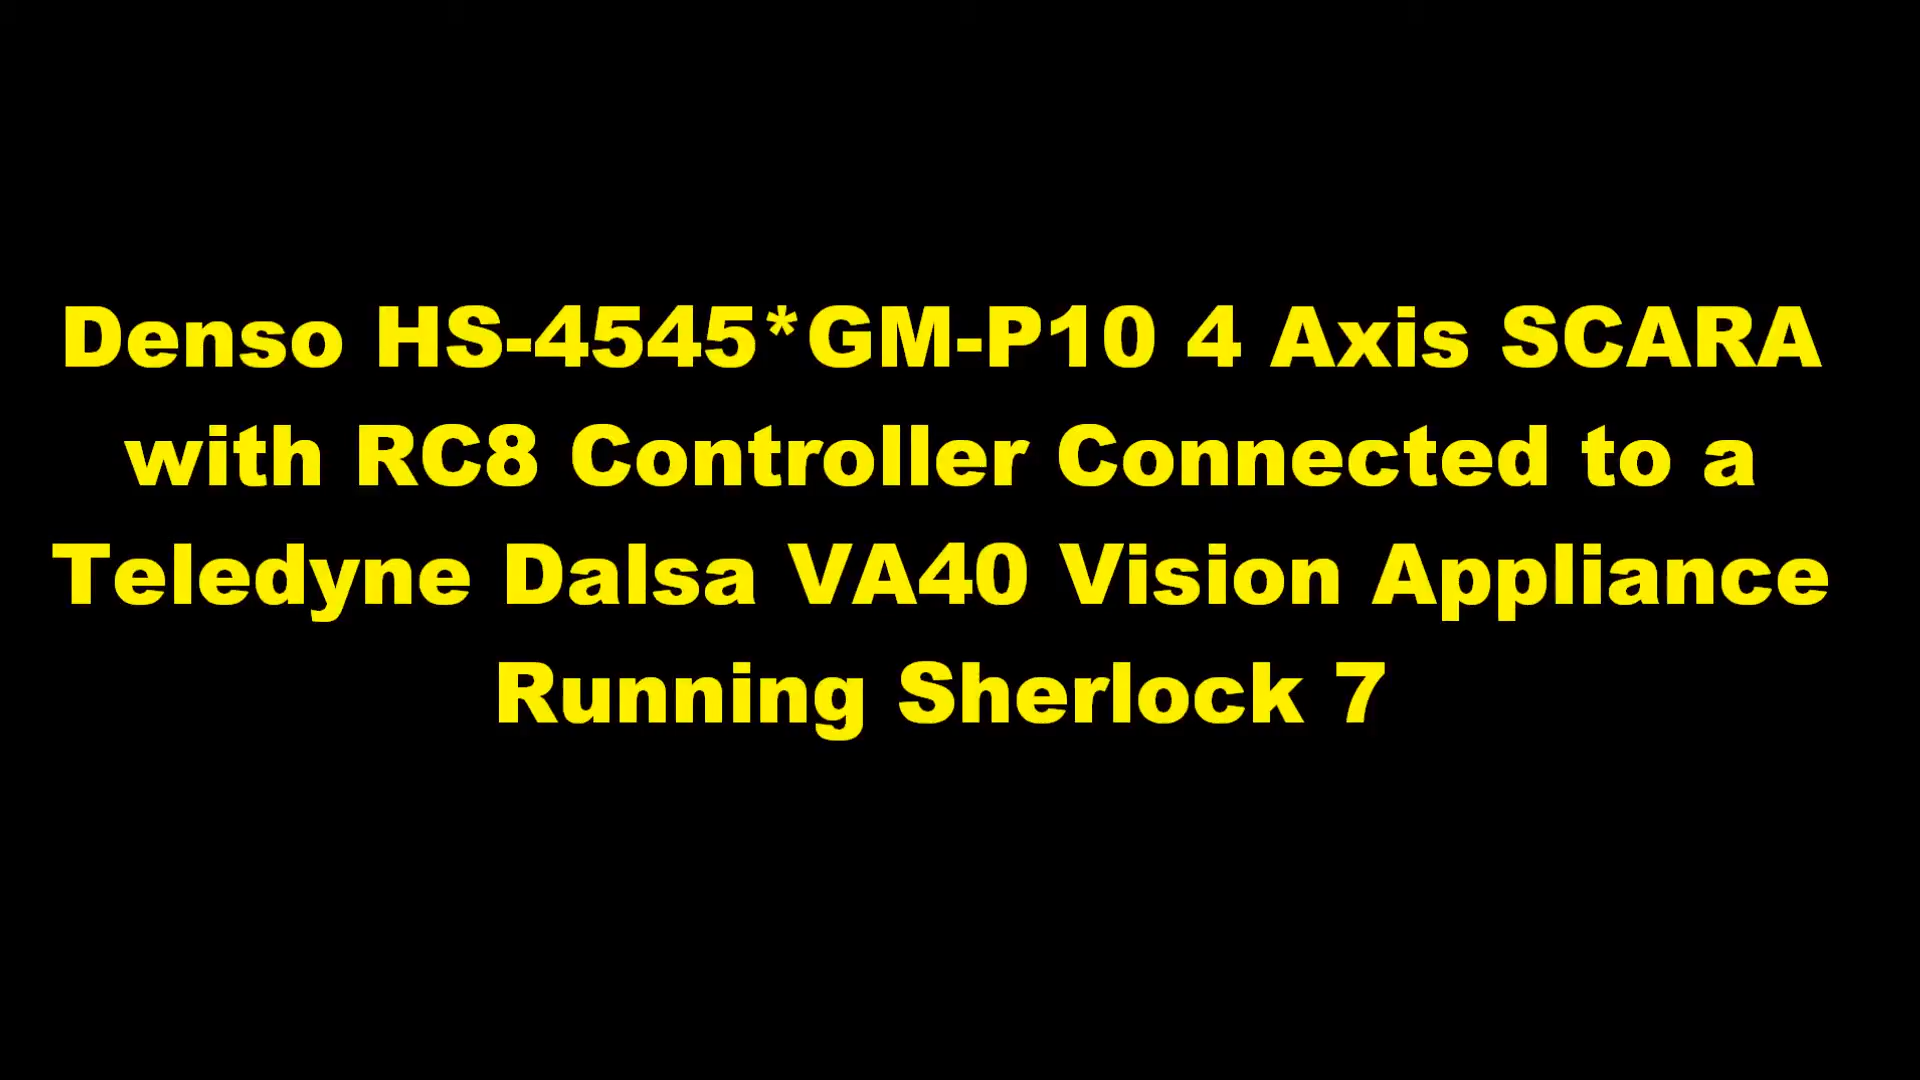 Denso HS-4545*GM-P10 4 Axis SCARA
with RC8 Controller Connected to a
Teledyne Dalsa VA40 Vision Appliance
Running Sherlock 7